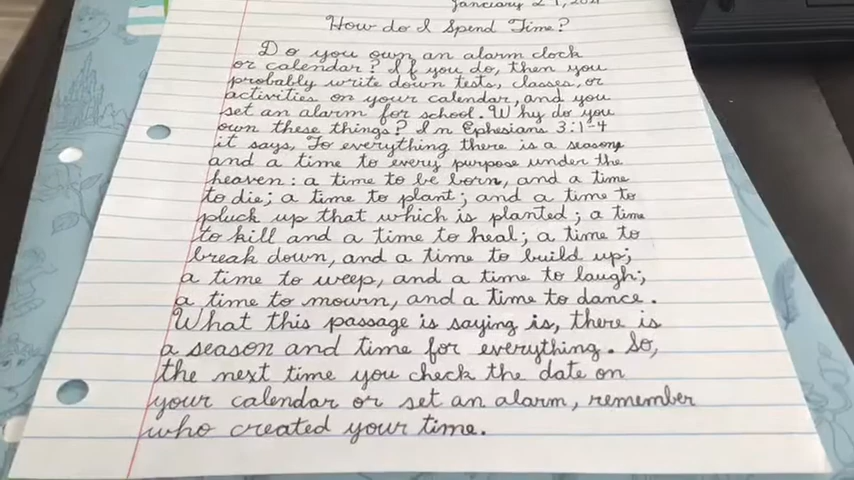 January 21, 2021
How do I Spend Time?
Do you own an alarm clock
or calendar? If you do, then you
probably write down tests, classes, or
activities on your calendar, and you
set an alarm for school. Why do you
own these things? In Ephesians 3:1-4
it says, To everything there is a season,
and a time to every purpose under the
heaven: a time to be born, and a time
to die; a time to plant; and a time to
pluck up that which is planted; a time
to kill and a time to heal; a time to
break down, and a time to build up;
a time to weep, and a time to laugh;
a time to mourn, and a time to dance.
What this passage is saying is, there is
a season and time for everything. So,
the next time you check the date on
your calendar or set an alarm, remember
who created your time.